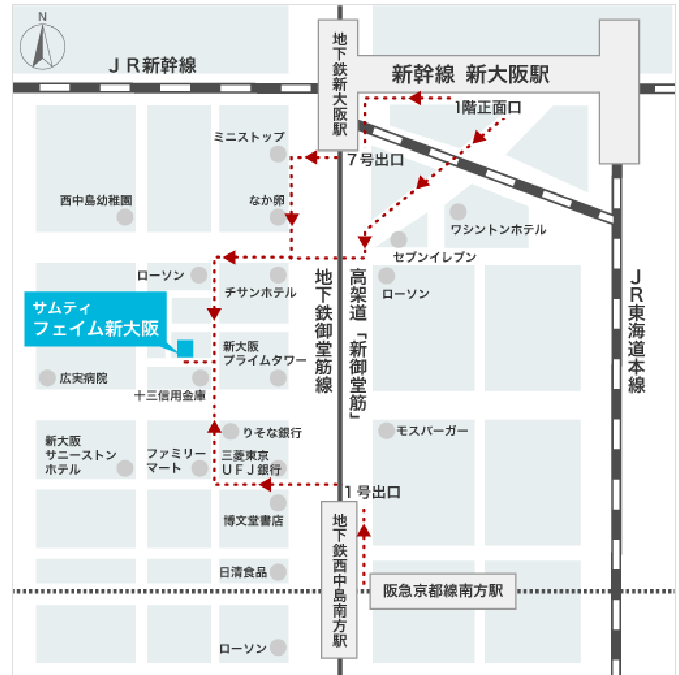 N
ＪＲ新幹線
地下鉄新大阪駅
新幹線 新大阪駅
1階正面口
ミニストップ
７号出口
西中島幼稚園
なか卯
ワシントンホテル
セブンイレブン
ローソン
チサンホテル
ローソン
サムティ
フェイム新大阪
地下鉄御堂筋線
高架道「新御堂筋」
ＪＲ東海道本線
新大阪
プライムタワー
広実病院
十三信用金庫
りそな銀行
モスバーガー
新大阪
サニーストン
ホテル
ファミリー
マート
三菱東京
ＵＦＪ銀行
１号出口
博文堂書店
地下鉄西中島南方駅
日清食品
阪急京都線南方駅
ローソン